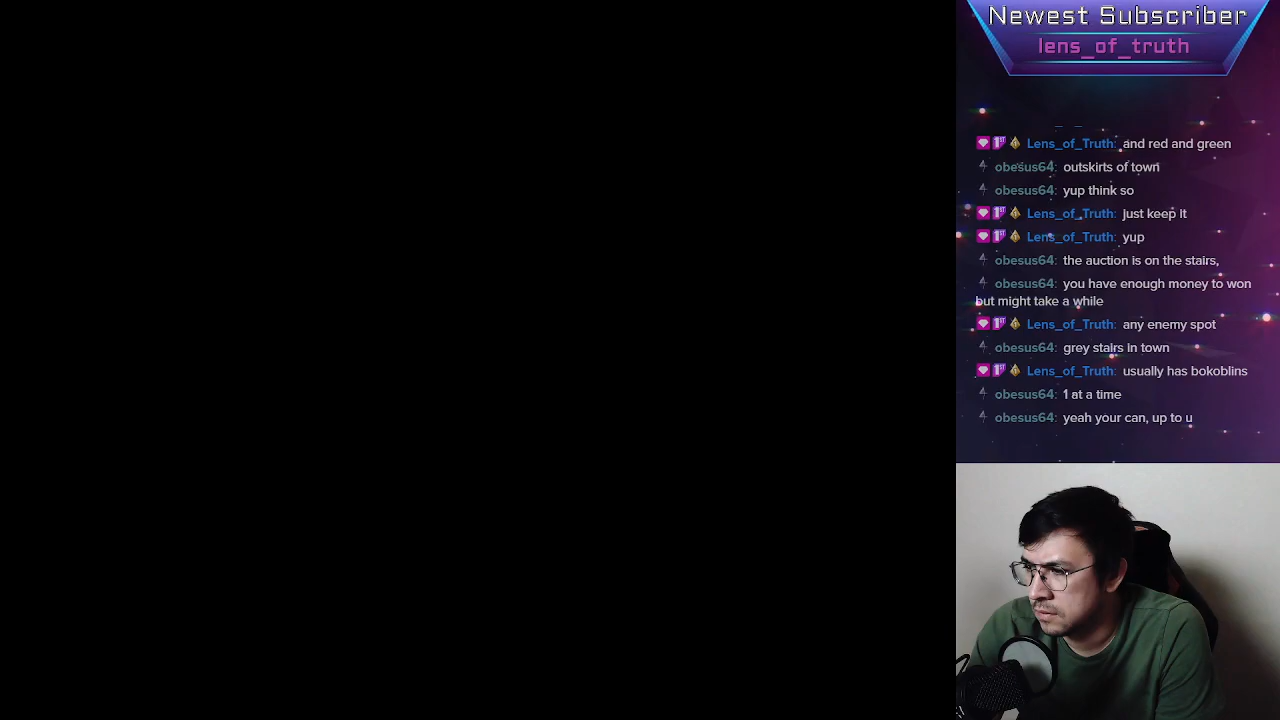 Newest Subscriber
lens_of_truth
Lens_of_Truth: and red and green
obesus64: outskirts of town
obesus64: yup think so
Lens_of_Truth: just keep it
Lens_of_Truth: yup
obesus64: the auction is on the stairs,
obesus64: you have enough money to won
but might take a while
Lens_of_Truth: any enemy spot
obesus64: grey stairs in town
Lens_of_Truth: usually has bokoblins
obesus64: 1 at a time
obesus64: yeah your can, up to u